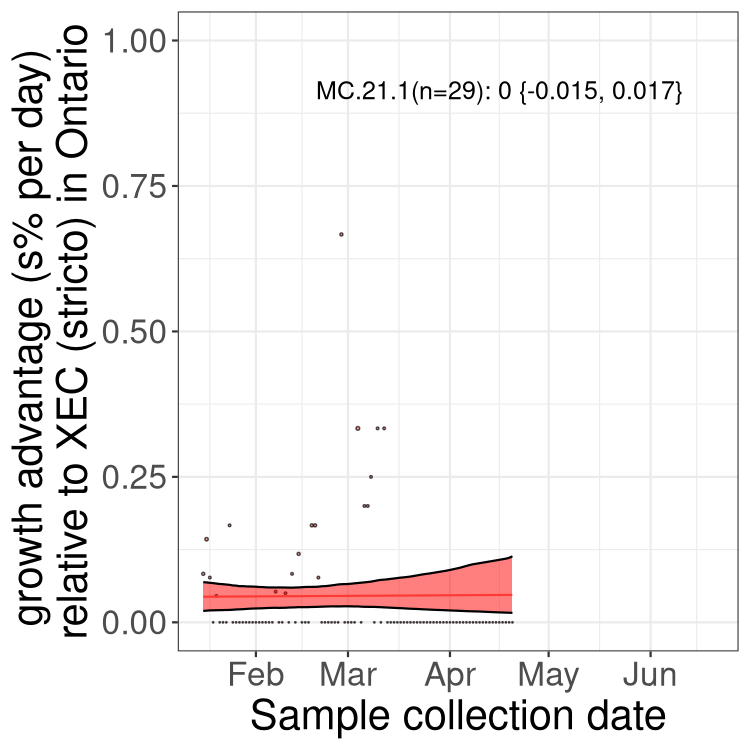 growth advantage (s% per day)
relative to XEC (stricto) in Ontario
1.00
0.75
0.50
0.25
0.00
MC.21.1(n=29): 0 {-0.015, 0.017}
Feb
Mar
Apr
May
Jun
Sample collection date